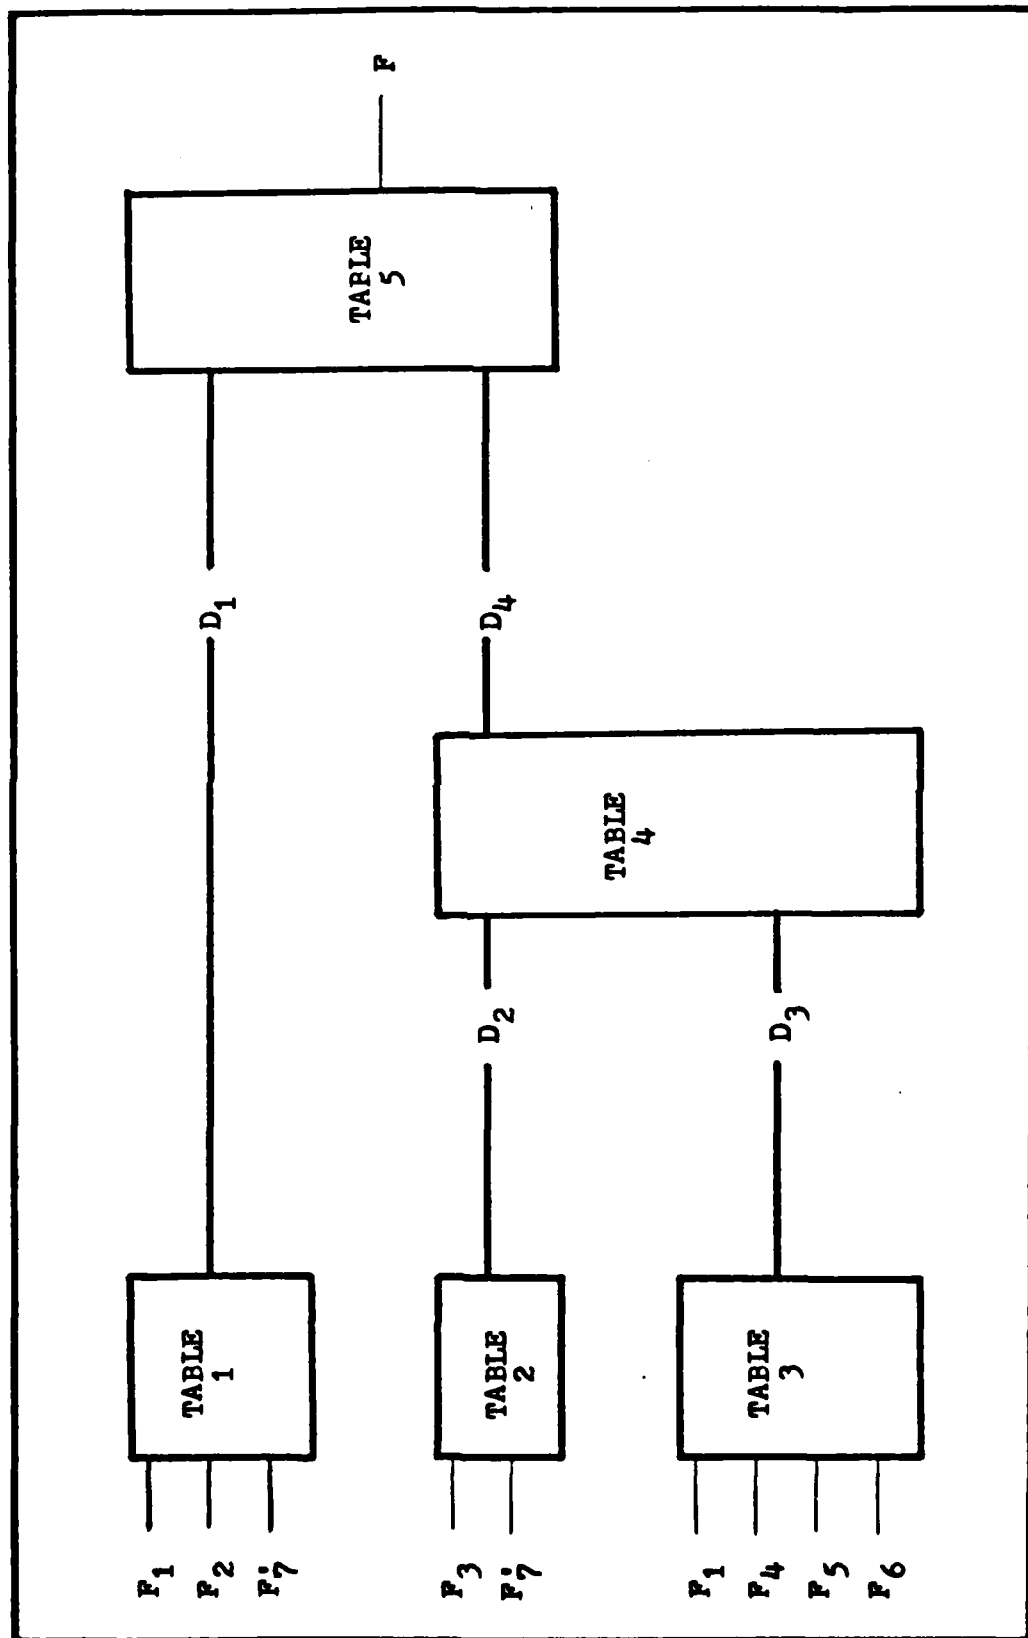 F₁
F₂
F'₇
TABLE
1
D₁
TABLE
5
F
F₃
F'₇
TABLE
2
D₂
TABLE
4
D₄
F₁
F₄
F₅
F₆
TABLE
3
D₃